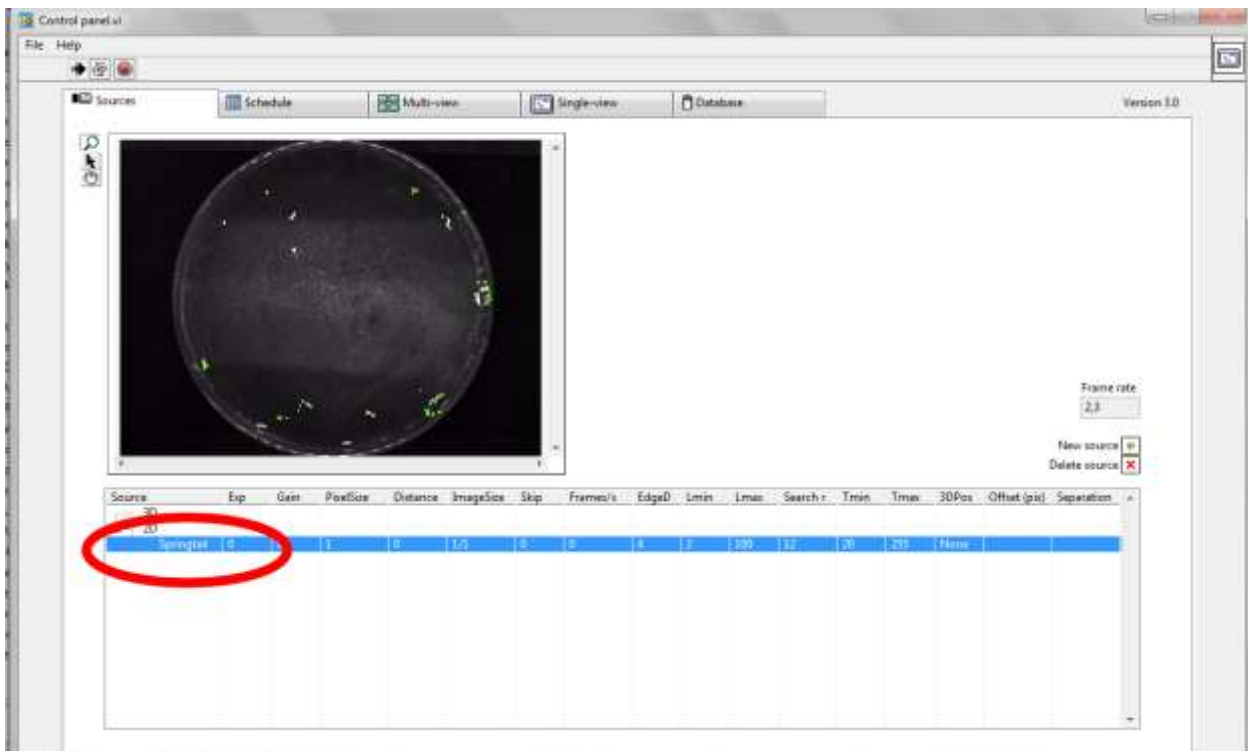 Control panel.vi
File Help
Sources Schedule Multi-view Single-view Database Version 3.0
Frame rate
2,3
New source
Delete source
Source Exp Gain PixelSize Distance ImageSize Skip Frames/s EdgeD Lmin Lmax Search r Tmin Tmax 3DPos Offset (pix) Separation
3D
2D
Springtail 0 1 0 1/1 0 0 4 2 100 12 20 255 None